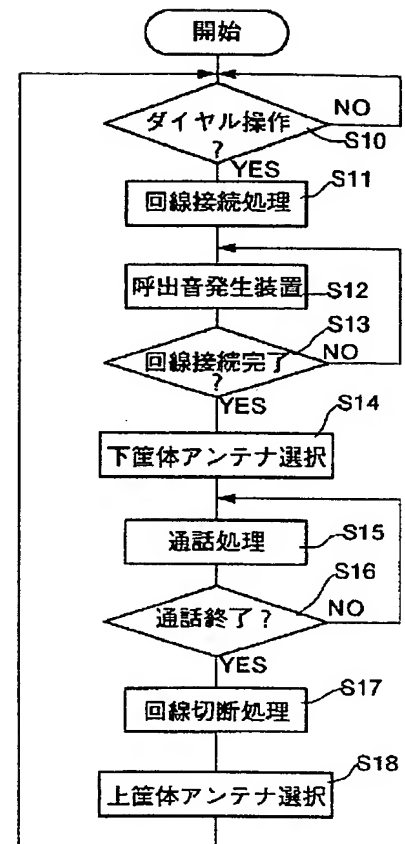 開始
NO
ダイヤル操作
?
S10
YES
S11
回線接続処理
呼出音発生装置
S12
S13
回線接続完了
?
NO
YES
S14
下筐体アンテナ選択
通話処理
S15
S16
通話終了?
NO
YES
S17
回線切断処理
S18
上筐体アンテナ選択